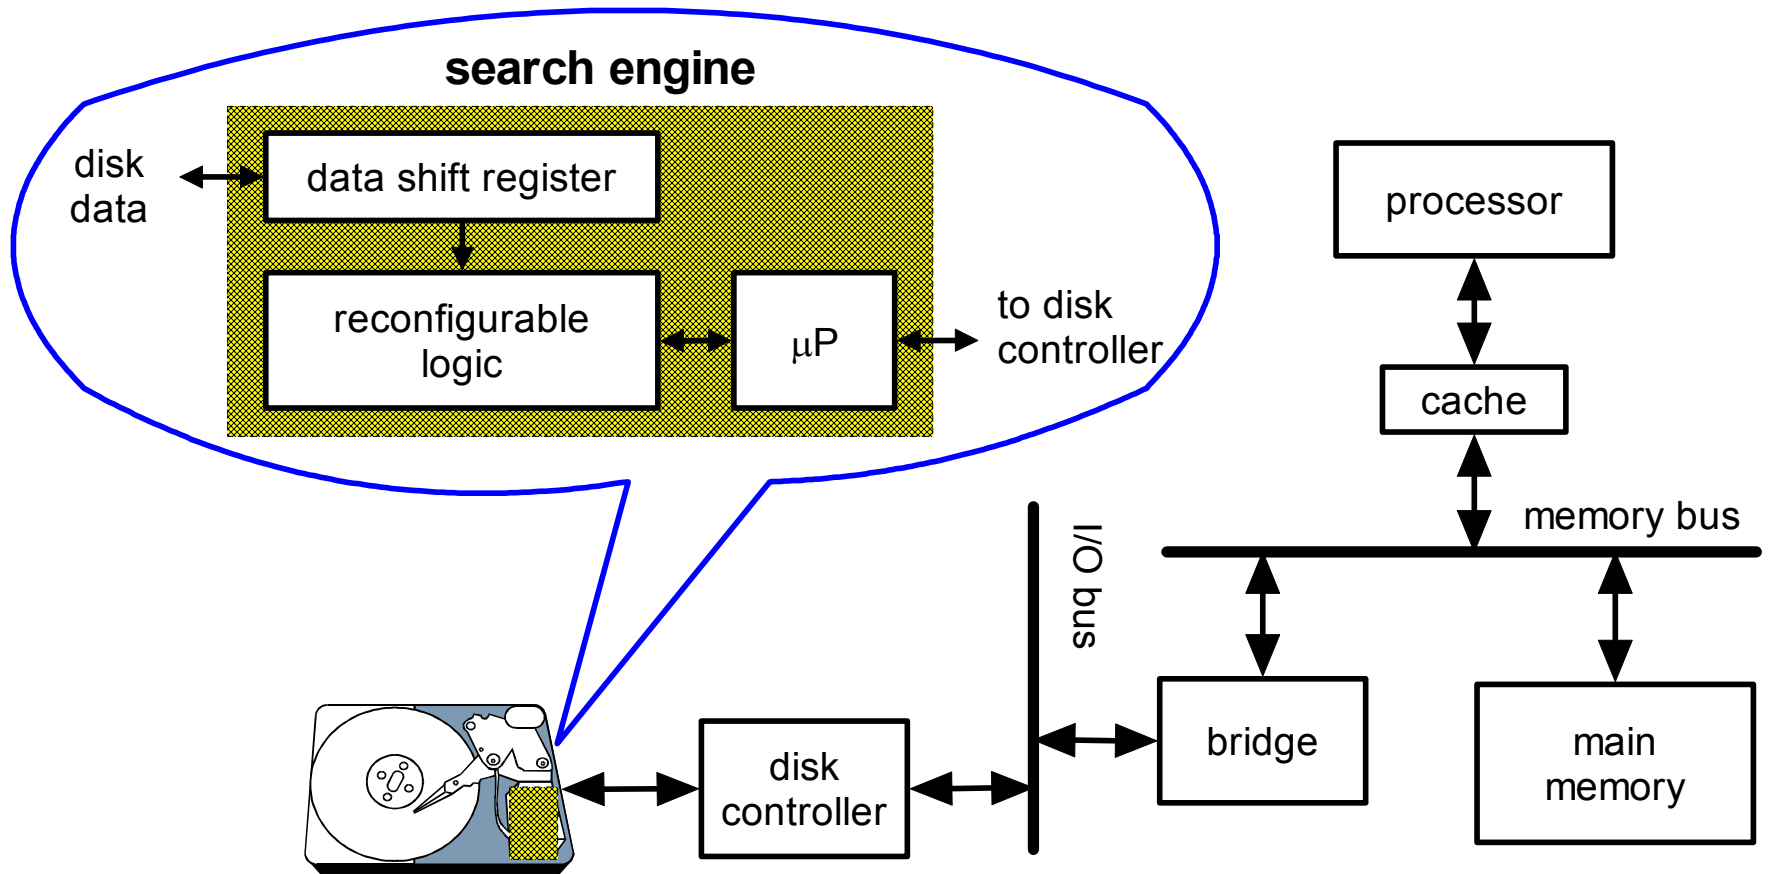 search engine
disk
data
data shift register
reconfigurable
logic
μP
to disk
controller
processor
cache
memory bus
I/O bus
bridge
main
memory
disk
controller